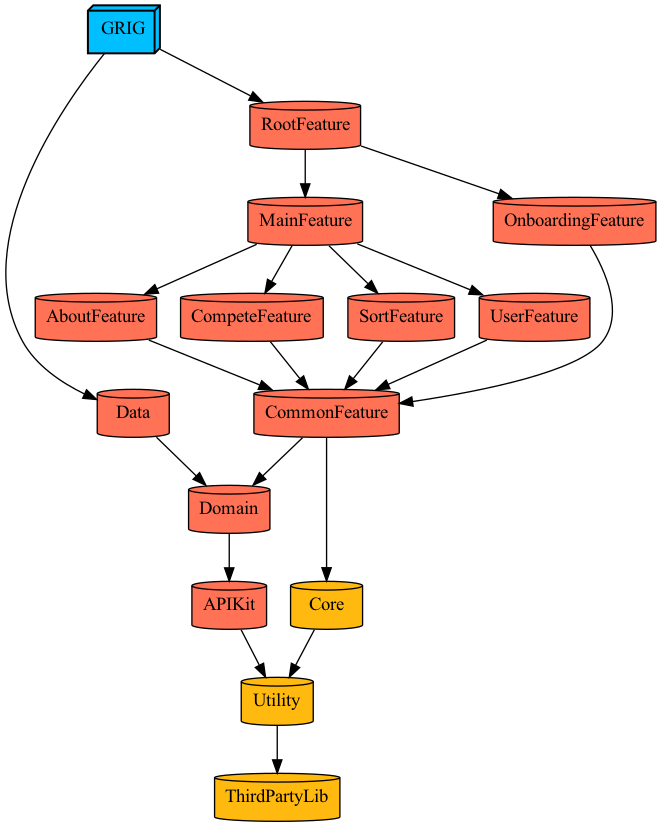 GRIG
RootFeature
MainFeature
OnboardingFeature
AboutFeature
CompeteFeature
SortFeature
UserFeature
Data
CommonFeature
Domain
APIKit
Core
Utility
ThirdPartyLib